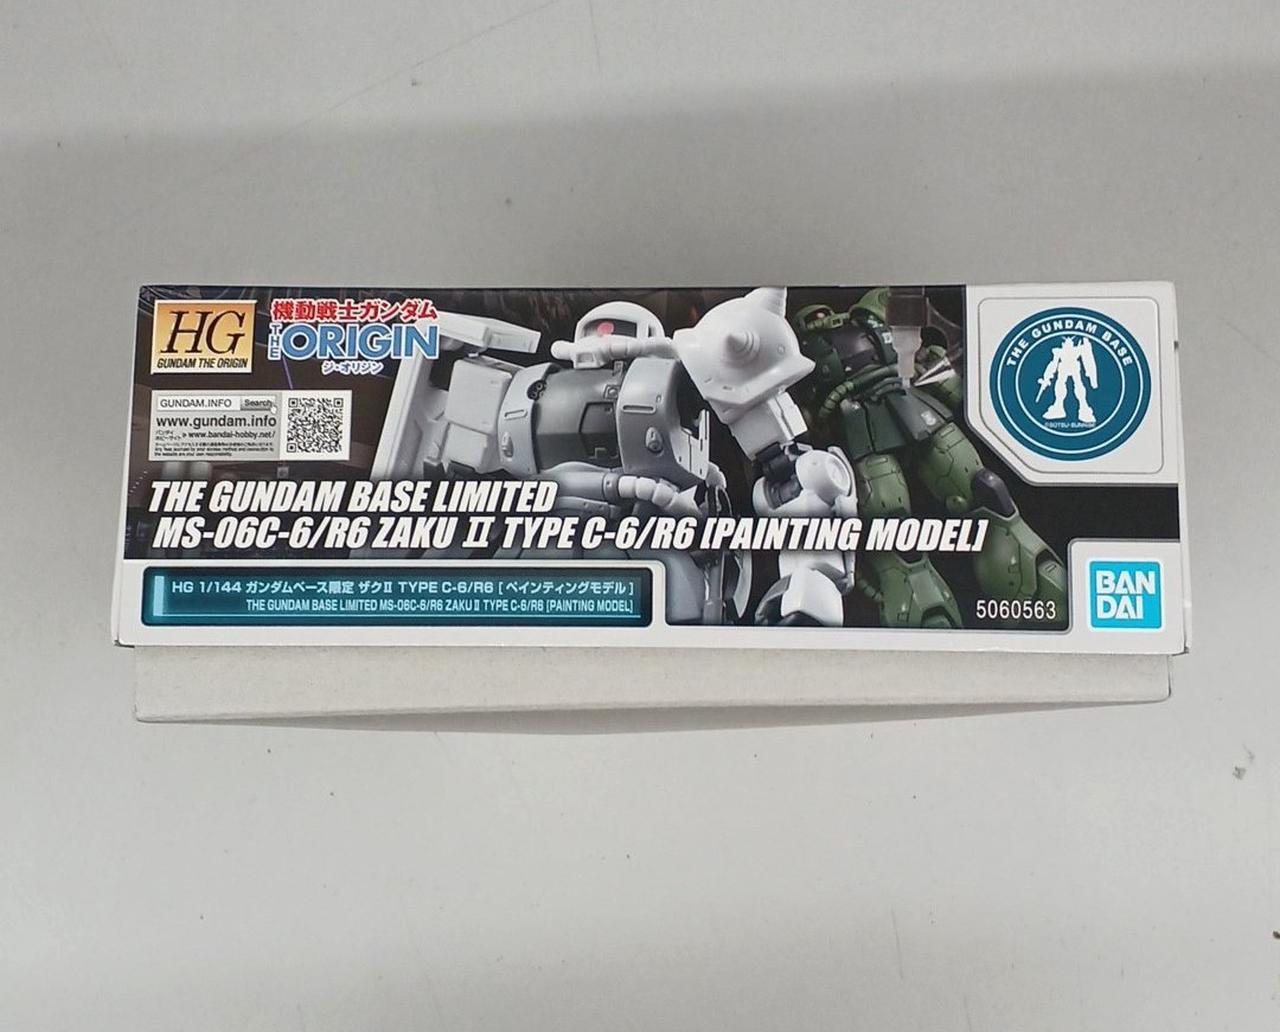 HG
GUNDAM THE ORIGIN
機動戦士ガンダム
THE ORIGIN
ジ・オリジン
GUNDAM.INFO Search
www.gundam.info
www.bandai-hobby.net/
THE GUNDAM BASE
©SOTSU・SUNRISE
THE GUNDAM BASE LIMITED
MS-06C-6/R6 ZAKU II TYPE C-6/R6 [PAINTING MODEL]
HG 1/144 ガンダムベース限定 ザクII TYPE C-6/R6 [ペインティングモデル]
THE GUNDAM BASE LIMITED MS-06C-6/R6 ZAKU II TYPE C-6/R6 [PAINTING MODEL]
5060563
BAN
DAI